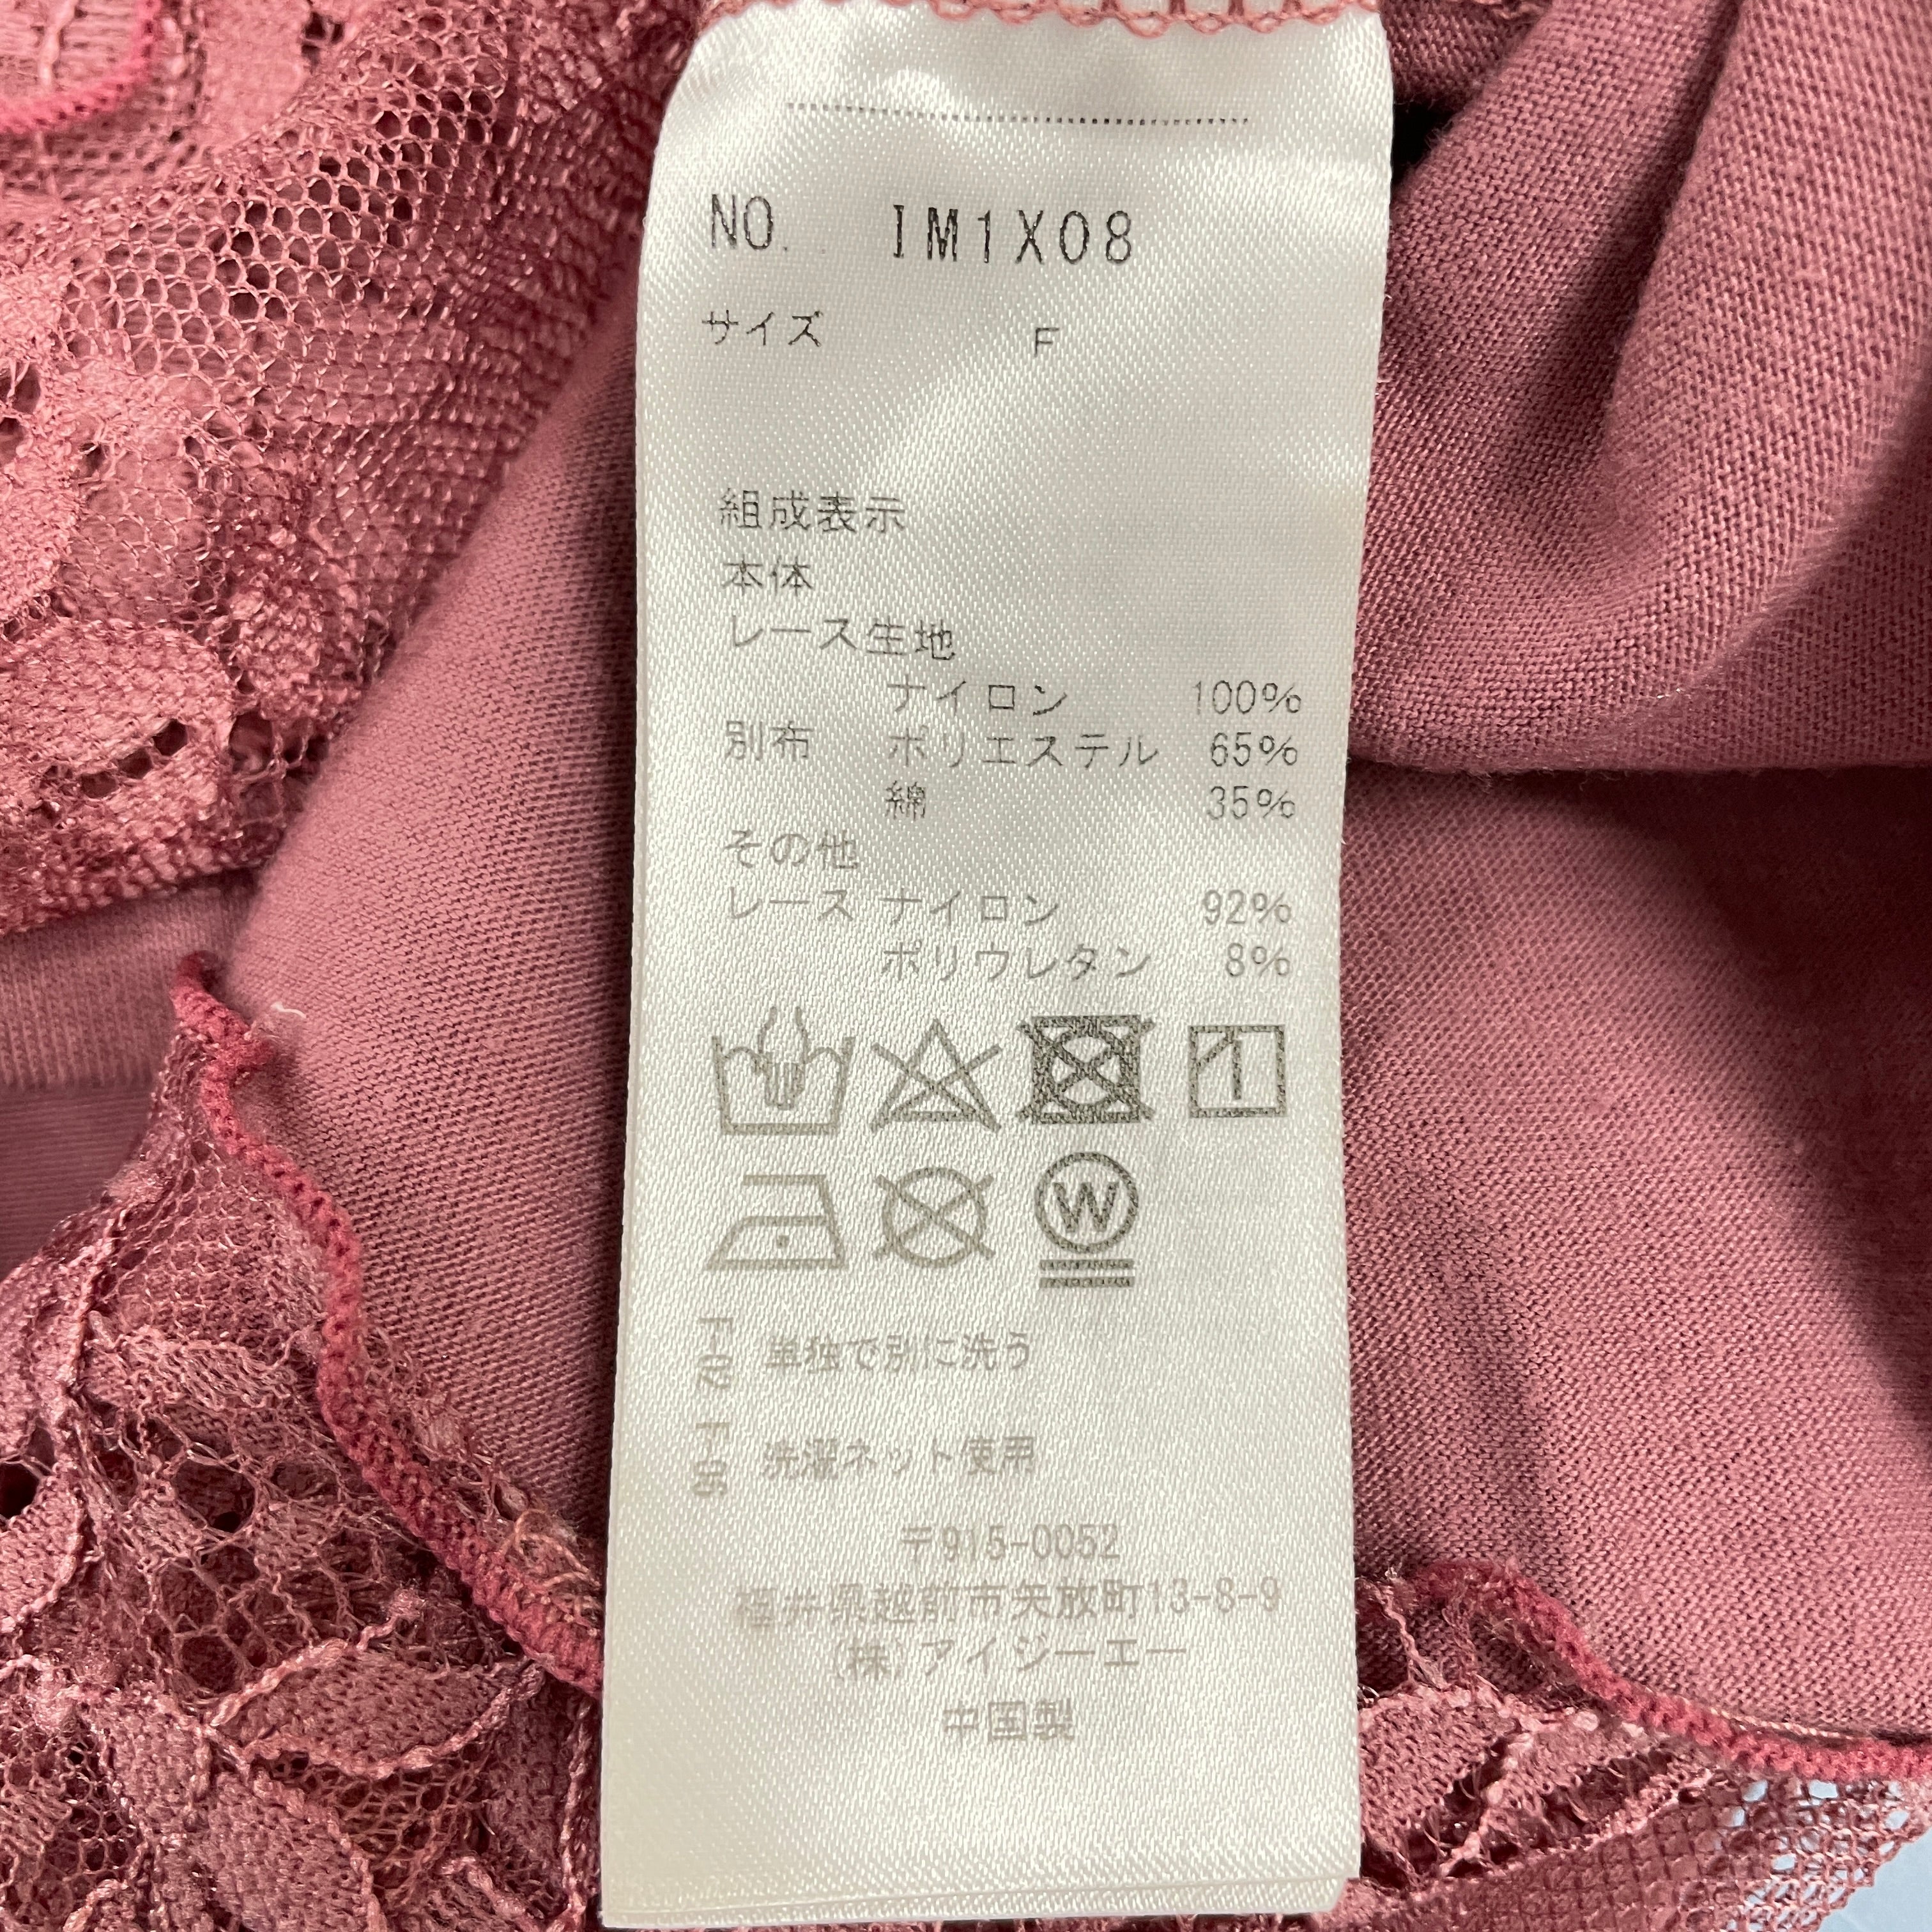 NO. IM1X08
サイズ F
組成表示
本体
レース生地
ナイロン 100%
別布 ポリエステル 65%
綿 35%
その他
レース ナイロン 92%
ポリウレタン 8%
W
F-02 単独で別に洗う
F-05 洗濯ネット使用
〒915-0052
福井県越前市矢放町13-8-9
(株)アイジーエー
中国製